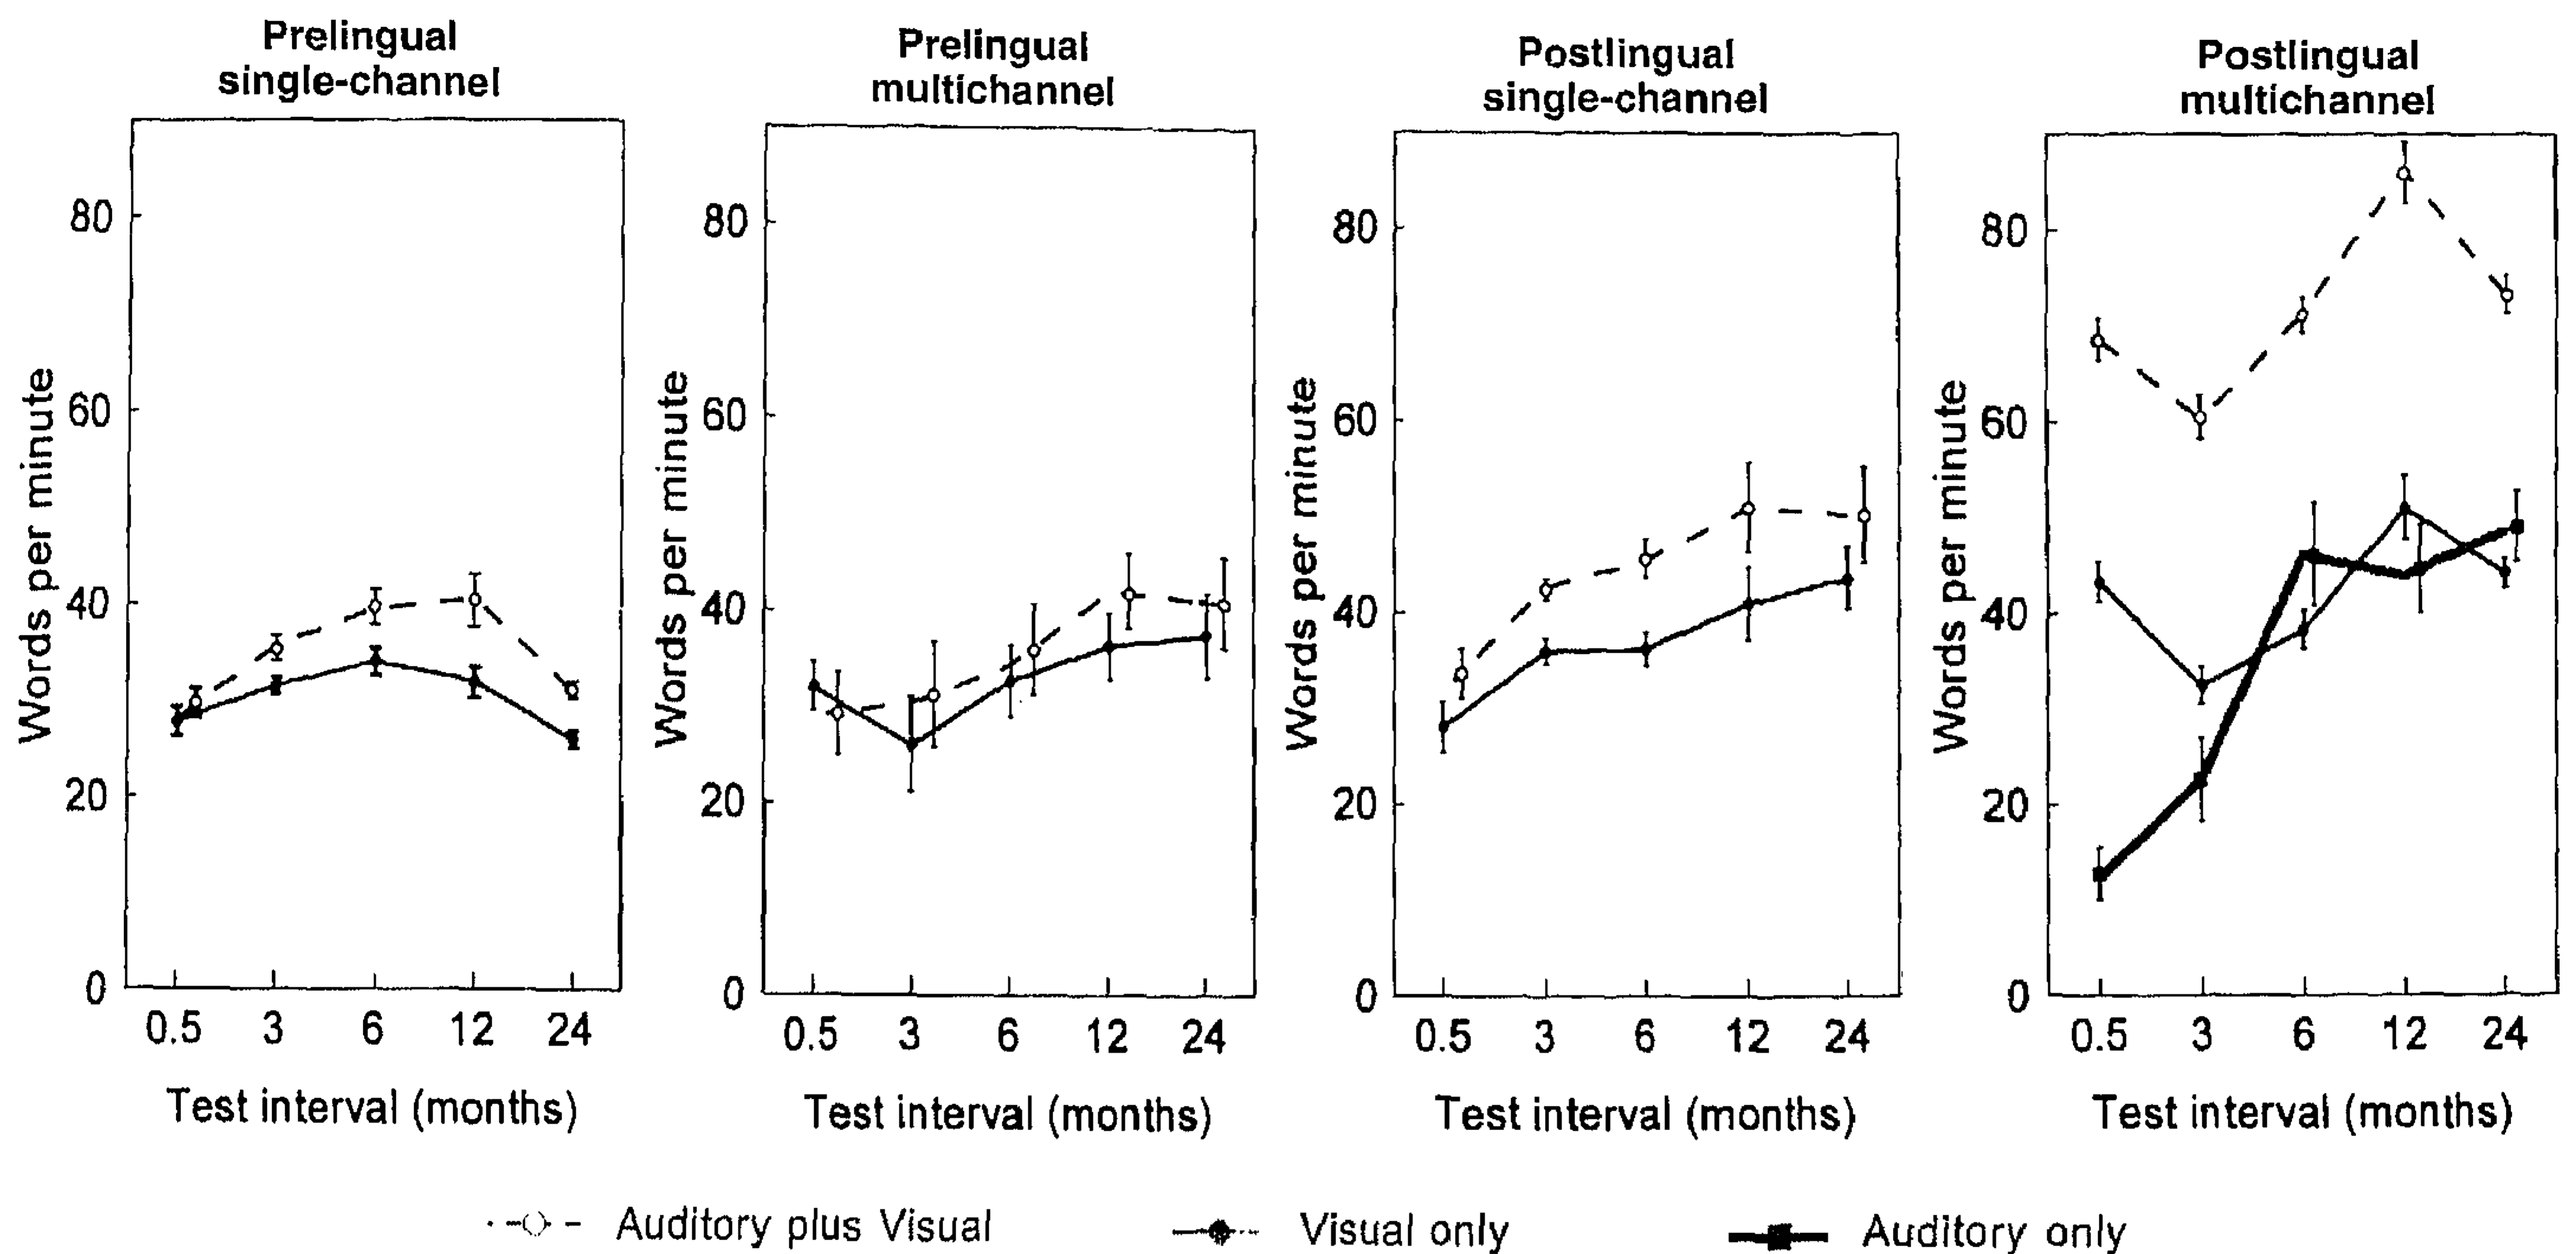 Prelingual
single-channel
Words per minute
80
60
40
20
0
0.5 3 6 12 24
Test interval (months)
Prelingual
multichannel
Words per minute
80
60
40
20
0
0.5 3 6 12 24
Test interval (months)
Postlingual
single-channel
Words per minute
80
60
40
20
0
0.5 3 6 12 24
Test interval (months)
Postlingual
multichannel
Words per minute
80
60
40
20
0
0.5 3 6 12 24
Test interval (months)
Auditory plus Visual
Visual only
Auditory only